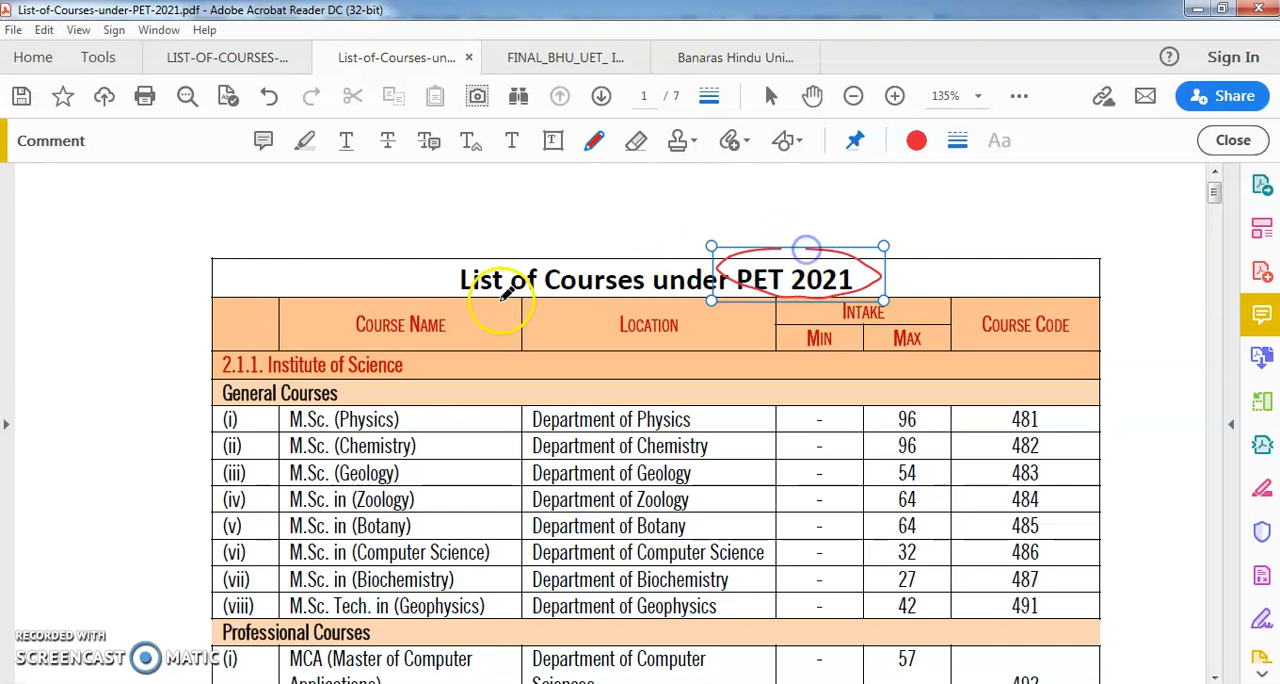 List-of-Courses-under-PET-2021.pdf - Adobe Acrobat Reader DC (32-bit)
File Edit View Sign Window Help
Home Tools LIST-OF-COURSES-... List-of-Courses-un... × FINAL_BHU_UET_ I... Banaras Hindu Uni... ? Sign In
1 / 7 135% Share
Comment Aa Close
List of Courses under PET 2021
COURSE NAME LOCATION INTAKE COURSE CODE
MIN MAX
2.1.1. Institute of Science
General Courses
(i) M.Sc. (Physics) Department of Physics - 96 481
(ii) M.Sc. (Chemistry) Department of Chemistry - 96 482
(iii) M.Sc. (Geology) Department of Geology - 54 483
(iv) M.Sc. in (Zoology) Department of Zoology - 64 484
(v) M.Sc. in (Botany) Department of Botany - 64 485
(vi) M.Sc. in (Computer Science) Department of Computer Science - 32 486
(vii) M.Sc. in (Biochemistry) Department of Biochemistry - 27 487
(viii) M.Sc. Tech. in (Geophysics) Department of Geophysics - 42 491
Professional Courses
(i) MCA (Master of Computer Department of Computer - 57
RECORDED WITH
SCREENCAST MATIC